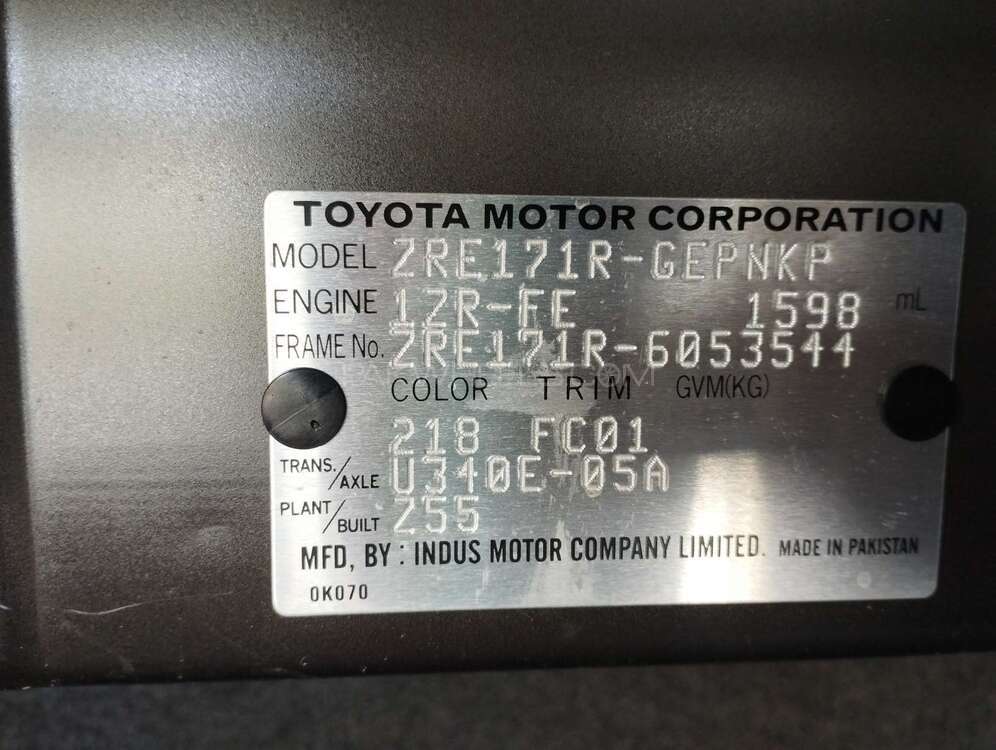 TOYOTA MOTOR CORPORATION
MODEL ZRE171R-GEPNKP
ENGINE 1ZR-FE 1598 mL
FRAME No. ZRE171R-6053544
COLOR TRIM GVM(KG)
218 FC01
TRANS./AXLE U340E-05A
PLANT/BUILT Z55
MFD, BY : INDUS MOTOR COMPANY LIMITED. MADE IN PAKISTAN
0K070